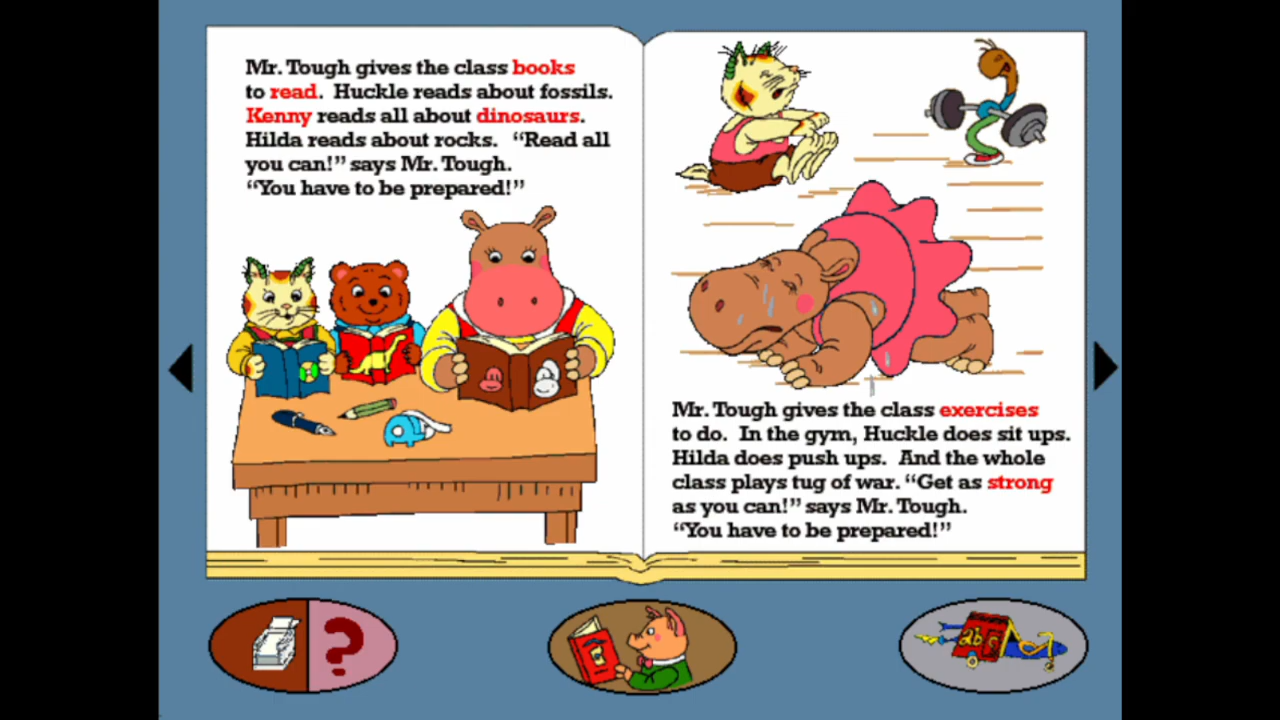 Mr. Tough gives the class books
to read. Huckle reads about fossils.
Kenny reads all about dinosaurs.
Hilda reads about rocks. “Read all
you can!” says Mr. Tough.
“You have to be prepared!”
Mr. Tough gives the class exercises
to do. In the gym, Huckle does sit ups.
Hilda does push ups. And the whole
class plays tug of war. “Get as strong
as you can!” says Mr. Tough.
“You have to be prepared!”
?
abc